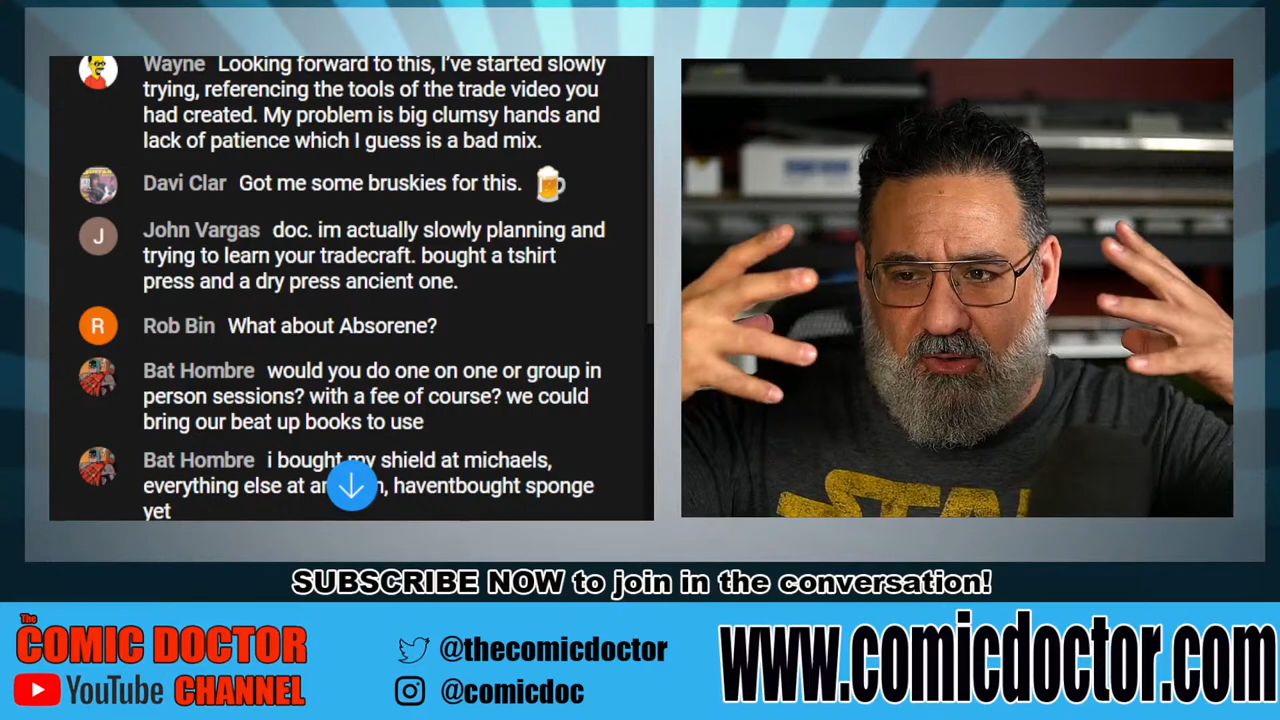 Wayne Looking forward to this, I've started slowly
trying, referencing the tools of the trade video you
had created. My problem is big clumsy hands and
lack of patience which I guess is a bad mix.
Davi Clar Got me some bruskies for this.
J
John Vargas doc. im actually slowly planning and
trying to learn your tradecraft. bought a tshirt
press and a dry press ancient one.
R
Rob Bin What about Absorene?
Bat Hombre would you do one on one or group in
person sessions? with a fee of course? we could
bring our beat up books to use
Bat Hombre i bought my shield at michaels,
everything else at haventbought sponge
yet
SUBSCRIBE NOW to join in the conversation!
The
COMIC DOCTOR
YouTube CHANNEL
@thecomicdoctor
@comicdoc
www.comicdoctor.com